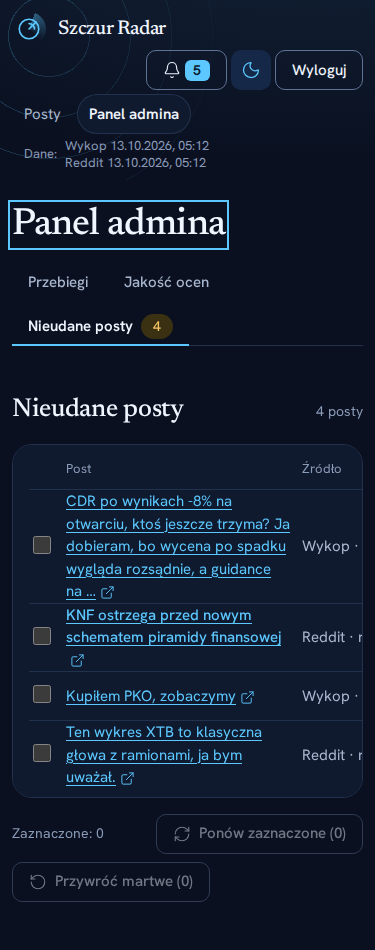 Szczur Radar
5
Wyloguj
Posty
Panel admina
Dane:
Wykop 13.10.2026, 05:12
Reddit 13.10.2026, 05:12
Panel admina
Przebiegi
Jakość ocen
Nieudane posty
4
Nieudane posty
4 posty
Post
Źródło
CDR po wynikach -8% na
otwarciu, ktoś jeszcze trzyma? Ja
dobieram, bo wycena po spadku
wygląda rozsądnie, a guidance
na ...
Wykop ·
KNF ostrzega przed nowym
schematem piramidy finansowej
Reddit ·
Kupiłem PKO, zobaczymy
Wykop ·
Ten wykres XTB to klasyczna
głowa z ramionami, ja bym
uważał.
Reddit ·
Zaznaczone: 0
Ponów zaznaczone (0)
Przywróć martwe (0)